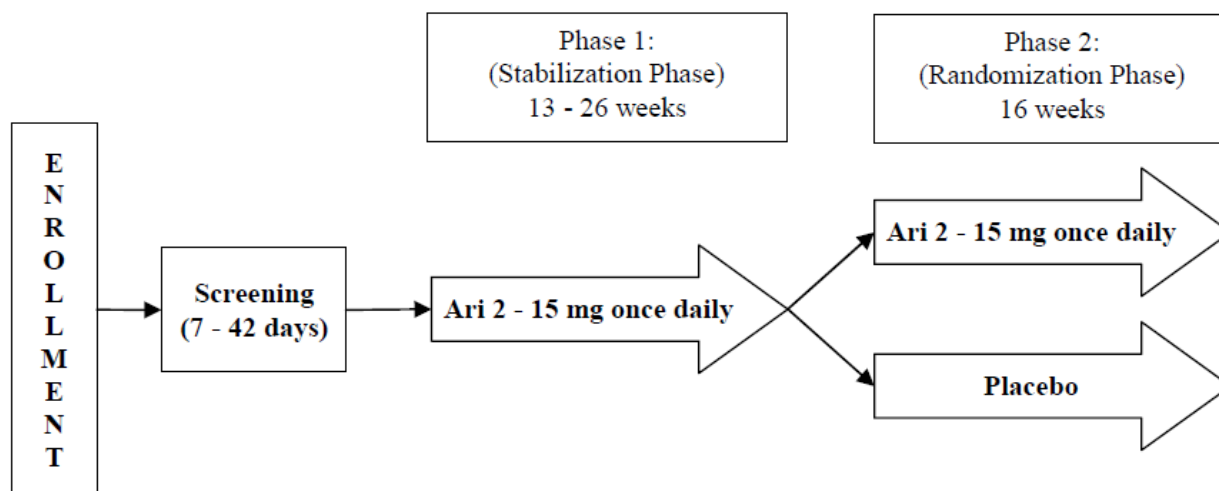 Phase 1:
(Stabilization Phase)
13 - 26 weeks
Phase 2:
(Randomization Phase)
16 weeks
E
N
R
O
L
L
M
E
N
T
Screening
(7 - 42 days)
Ari 2 - 15 mg once daily
Ari 2 - 15 mg once daily
Placebo